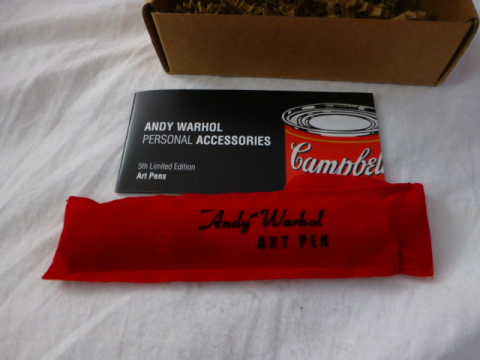 ANDY WARHOL
PERSONAL ACCESSORIES
5th Limited Edition
Art Pens
Campbell
Andy Warhol
ART PEN